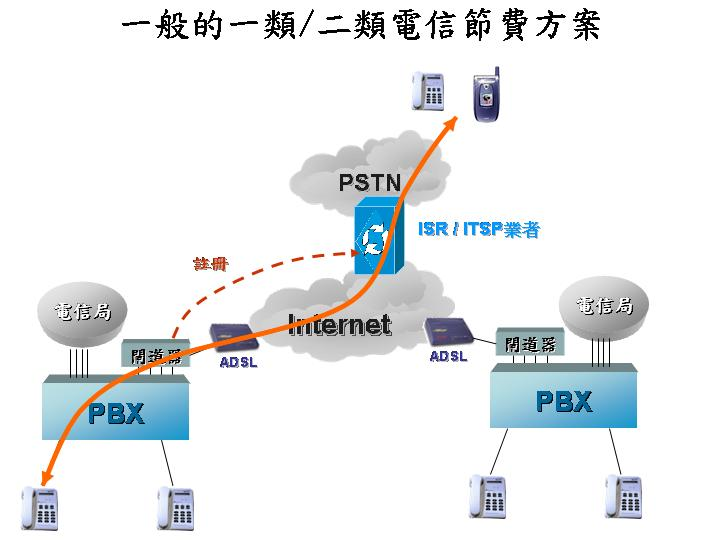 一般的一類/二類電信節費方案
PSTN
ISR / ITSP業者
註冊
電信局
電信局
Internet
閘道器
閘道器
ADSL
ADSL
PBX
PBX